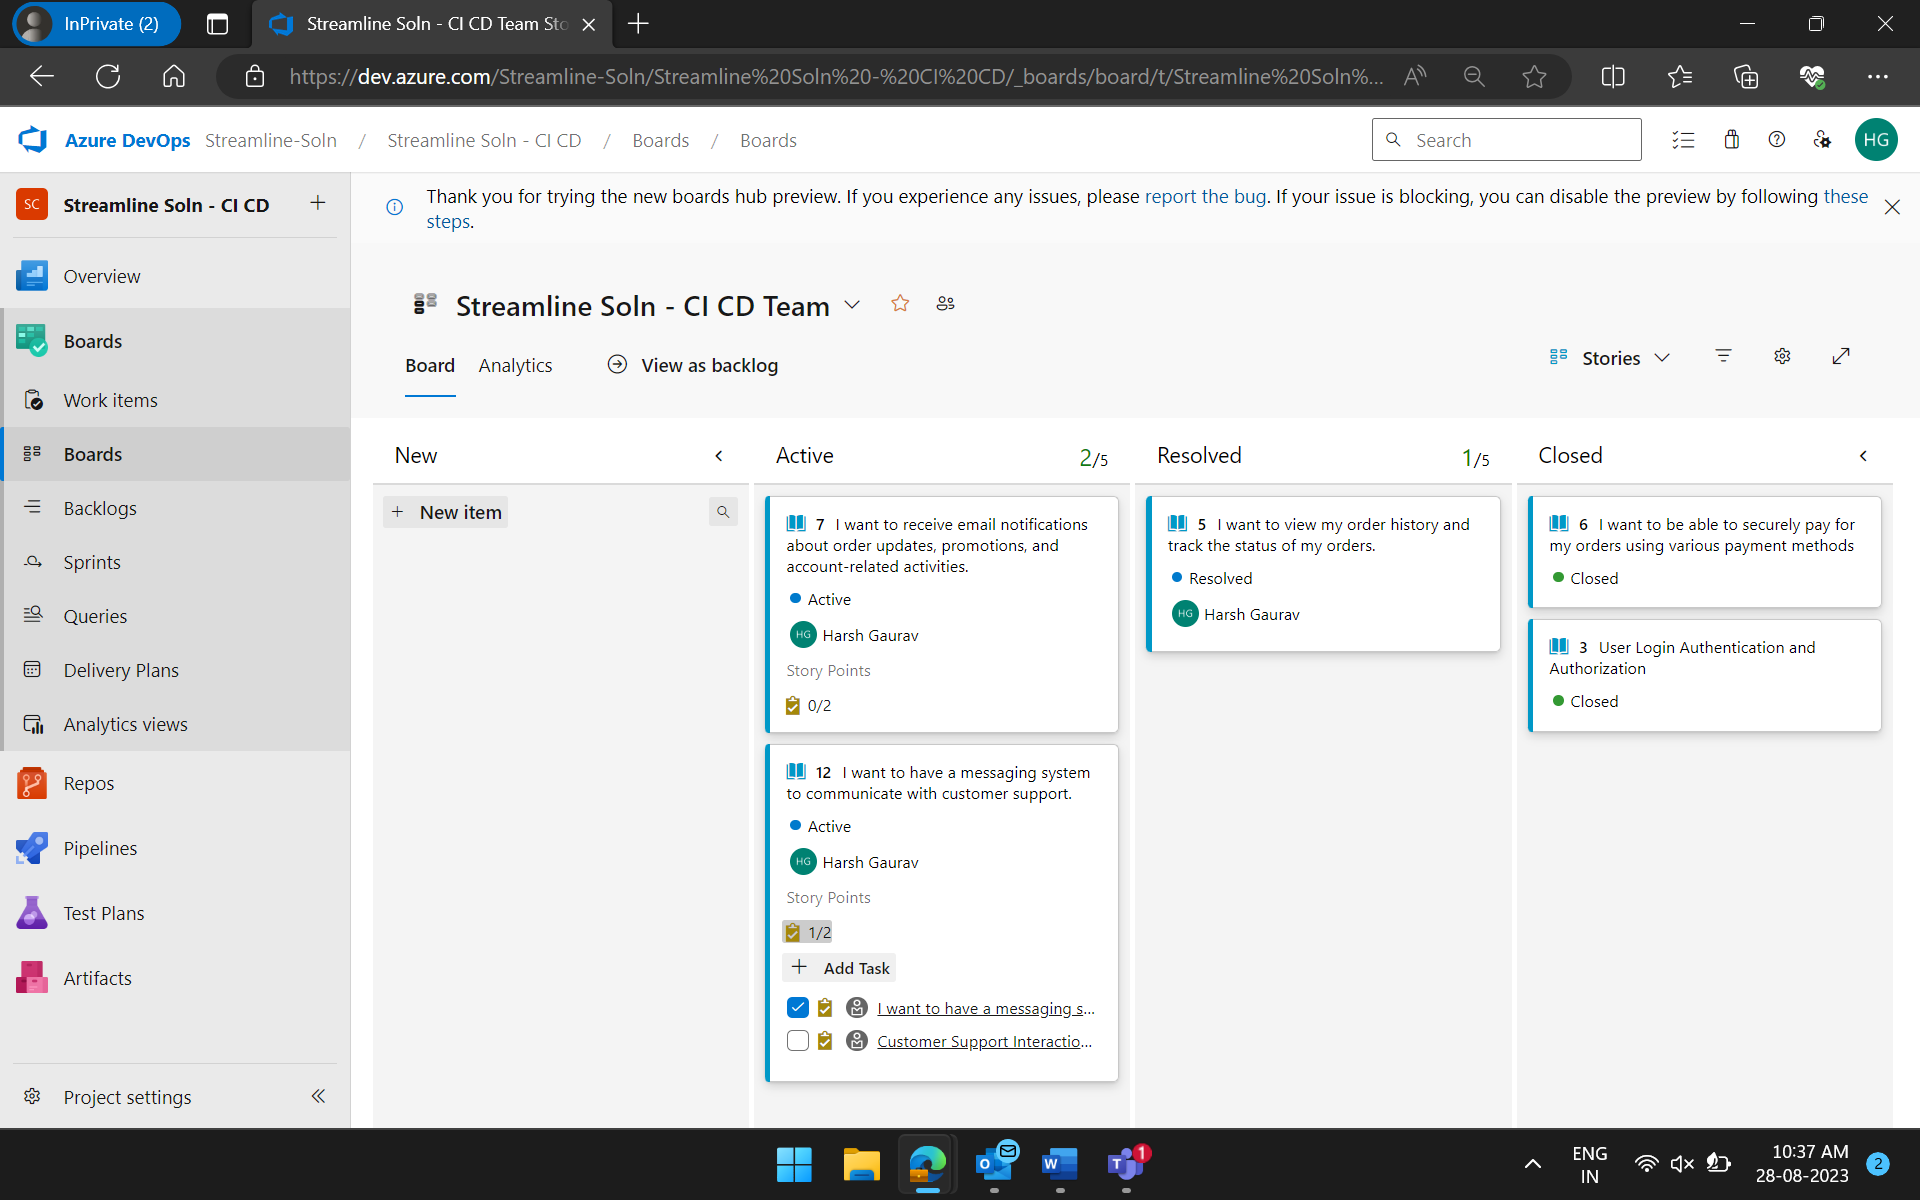 InPrivate (2)
Streamline Soln - CI CD Team Sto
https://dev.azure.com/Streamline-Soln/Streamline%20Soln%20-%20CI%20CD/_boards/board/t/Streamline%20Soln%...
Azure DevOps Streamline-Soln / Streamline Soln - CI CD / Boards / Boards
Search
HG
SC Streamline Soln - CI CD
Overview
Boards
Work items
Boards
Backlogs
Sprints
Queries
Delivery Plans
Analytics views
Repos
Pipelines
Test Plans
Artifacts
Project settings
Thank you for trying the new boards hub preview. If you experience any issues, please report the bug. If your issue is blocking, you can disable the preview by following these
steps.
Streamline Soln - CI CD Team
Board Analytics View as backlog
Stories
New
New item
Active 2/5
7 I want to receive email notifications
about order updates, promotions, and
account-related activities.
Active
HG Harsh Gaurav
Story Points
0/2
12 I want to have a messaging system
to communicate with customer support.
Active
HG Harsh Gaurav
Story Points
1/2
Add Task
I want to have a messaging s...
Customer Support Interactio...
Resolved 1/5
5 I want to view my order history and
track the status of my orders.
Resolved
HG Harsh Gaurav
Closed
6 I want to be able to securely pay for
my orders using various payment methods
Closed
3 User Login Authentication and
Authorization
Closed
1
ENG
IN
10:37 AM
28-08-2023
2